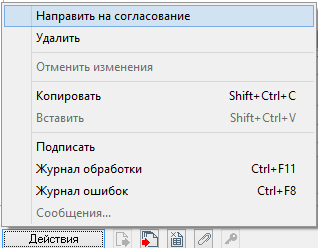 Направить на согласование
Удалить
Отменить изменения
Копировать Shift+Ctrl+C
Вставить Shift+Ctrl+V
Подписать
Журнал обработки Ctrl+F11
Журнал ошибок Ctrl+F8
Сообщения...
Действия